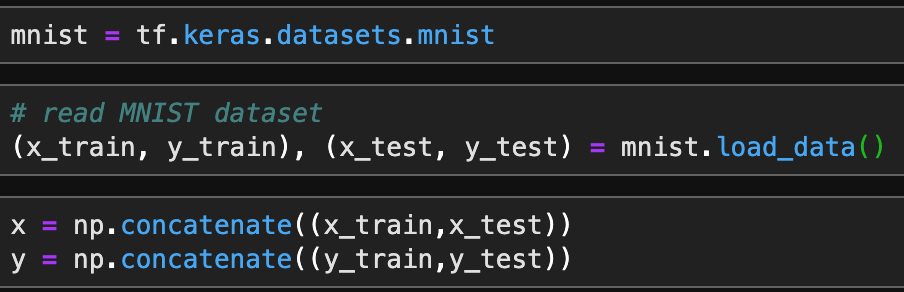 mnist = tf.keras.datasets.mnist
# read MNIST dataset
(x_train, y_train), (x_test, y_test) = mnist.load_data()
x = np.concatenate((x_train,x_test))
y = np.concatenate((y_train,y_test))